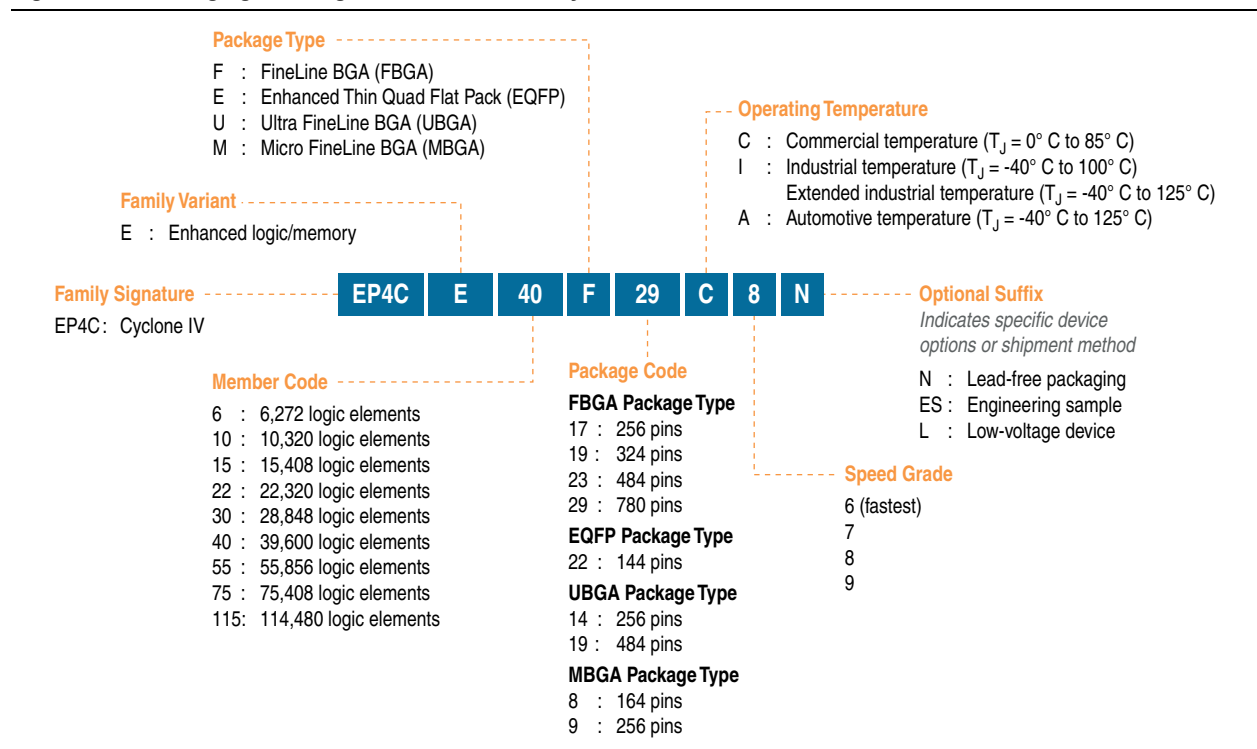 Package Type
F : FineLine BGA (FBGA)
E : Enhanced Thin Quad Flat Pack (EQFP)
U : Ultra FineLine BGA (UBGA)
M : Micro FineLine BGA (MBGA)
Operating Temperature
C : Commercial temperature (TJ = 0° C to 85° C)
I : Industrial temperature (TJ = -40° C to 100° C)
Extended industrial temperature (TJ = -40° C to 125° C)
A : Automotive temperature (TJ = -40° C to 125° C)
Family Variant
E : Enhanced logic/memory
Family Signature
EP4C : Cyclone IV
EP4C E 40 F 29 C 8 N
Optional Suffix
Indicates specific device
options or shipment method
N : Lead-free packaging
ES : Engineering sample
L : Low-voltage device
Member Code
6 : 6,272 logic elements
10 : 10,320 logic elements
15 : 15,408 logic elements
22 : 22,320 logic elements
30 : 28,848 logic elements
40 : 39,600 logic elements
55 : 55,856 logic elements
75 : 75,408 logic elements
115: 114,480 logic elements
Package Code
FBGA Package Type
17 : 256 pins
19 : 324 pins
23 : 484 pins
29 : 780 pins
EQFP Package Type
22 : 144 pins
UBGA Package Type
14 : 256 pins
19 : 484 pins
MBGA Package Type
8 : 164 pins
9 : 256 pins
Speed Grade
6 (fastest)
7
8
9